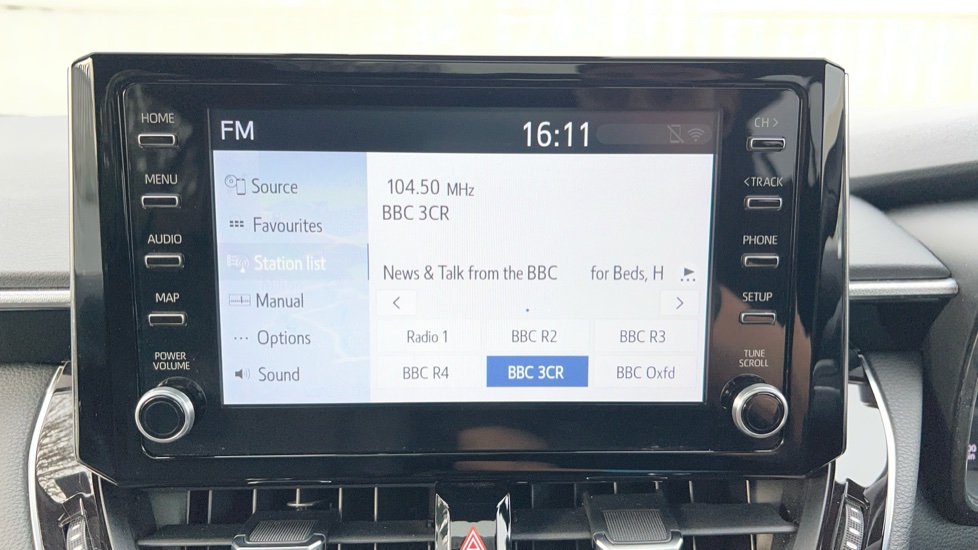 HOME
MENU
AUDIO
MAP
POWER
VOLUME
FM 16:11
Source
Favourites
Station list
Manual
Options
Sound
104.50 MHz
BBC 3CR
News & Talk from the BBC for Beds, H
< >
Radio 1 BBC R2 BBC R3
BBC R4 BBC 3CR BBC Oxfd
CH >
< TRACK
PHONE
SETUP
TUNE
SCROLL